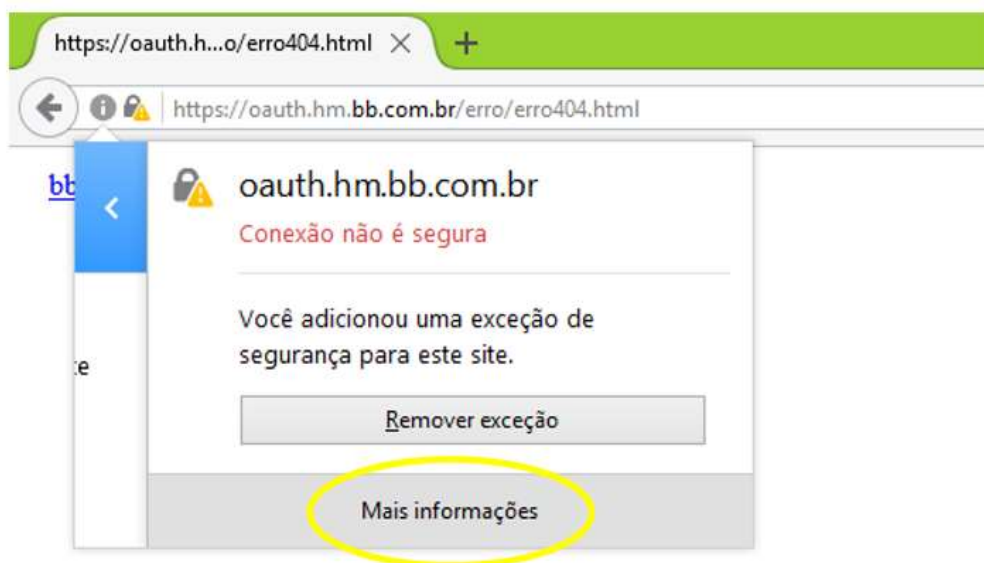 https://oauth.h...o/erro404.html
https://oauth.hm.bb.com.br/erro/erro404.html
bb
oauth.hm.bb.com.br
Conexão não é segura
Você adicionou uma exceção de
segurança para este site.
:e
Remover exceção
Mais informações